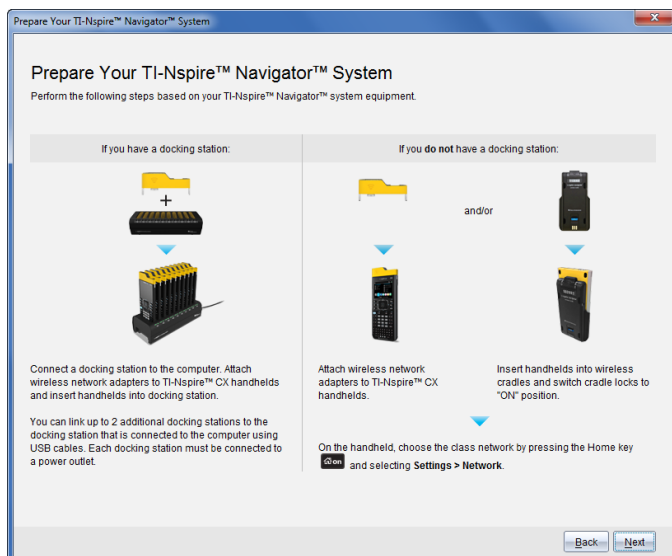 Prepare Your TI-Nspire™ Navigator™ System
Prepare Your TI-Nspire™ Navigator™ System
Perform the following steps based on your TI-Nspire™ Navigator™ system equipment.
If you have a docking station:
+
Connect a docking station to the computer. Attach
wireless network adapters to TI-Nspire™ CX handhelds
and insert handhelds into docking station.
You can link up to 2 additional docking stations to the
docking station that is connected to the computer using
USB cables. Each docking station must be connected to
a power outlet.
If you do not have a docking station:
and/or
Attach wireless network
adapters to TI-Nspire™ CX
handhelds.
Insert handhelds into wireless
cradles and switch cradle locks to
"ON" position.
On the handheld, choose the class network by pressing the Home key
on and selecting Settings > Network.
Back
Next